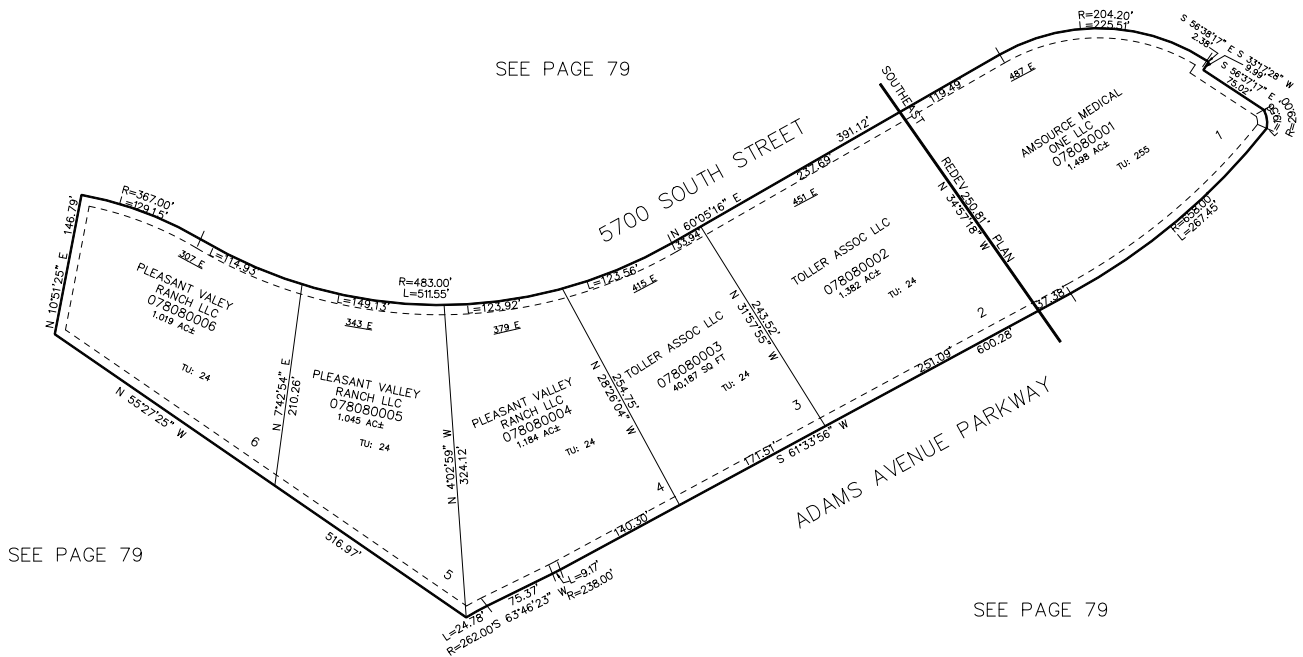 SEE PAGE 79
R=204.20'
L=225.51'
S 56°38'17" E
2.38'
S 33°17'28" W
9.99'
S 56°37'17" E
75.02'
487 E
119.49
SOUTHEAST
391.12'
5700 SOUTH STREET
237.69'
451 E
AMSOURCE MEDICAL
ONE LLC
078080001
1.498 AC±
TU: 255
1
R=658.00'
L=267.45'
REDEV PLAN
250.81'
N 34°57'18" W
N 60°05'16" E
133.94'
TOLLER ASSOC LLC
078080002
1.382 AC±
TU: 24
2
137.38'
600.28'
251.09'
R=367.00'
L=129.15'
146.79'
N 10°51'25" E
307 E
L=114.93'
PLEASANT VALEY
RANCH LLC
078080006
1.019 AC±
TU: 24
6
N 7°42'54" E
210.26'
R=483.00'
L=511.55'
L=149.13'
343 E
PLEASANT VALLEY
RANCH LLC
078080005
1.045 AC±
TU: 24
5
N 4°02'59" W
324.12'
L=123.92'
379 E
PLEASANT VALLEY
RANCH LLC
078080004
1.184 AC±
TU: 24
4
N 28°26'04" W
254.75'
L=123.56'
415 E
TOLLER ASSOC LLC
078080003
40,187 SQ FT
TU: 24
3
N 31°57'55" W
243.52'
171.51'
S 61°33'56" W
ADAMS AVENUE PARKWAY
N 55°27'25" W
516.97'
140.30'
L=9.17'
R=238.00'
75.37'
S 63°46'23" W
L=24.78'
R=262.00'
SEE PAGE 79
SEE PAGE 79